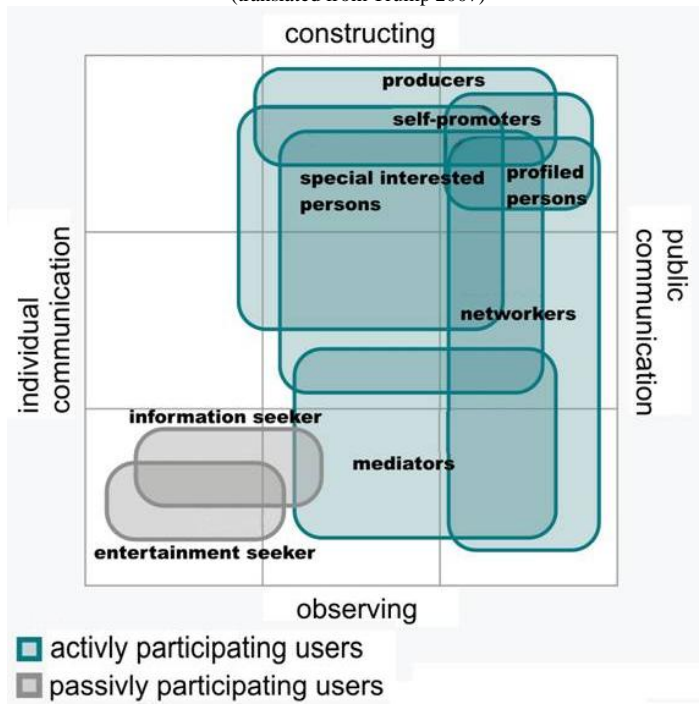 constructing
producers
self-promoters
special interested
persons
profiled
persons
individual
communication
public
communication
networkers
information seeker
mediators
entertainment seeker
observing
activly participating users
passivly participating users